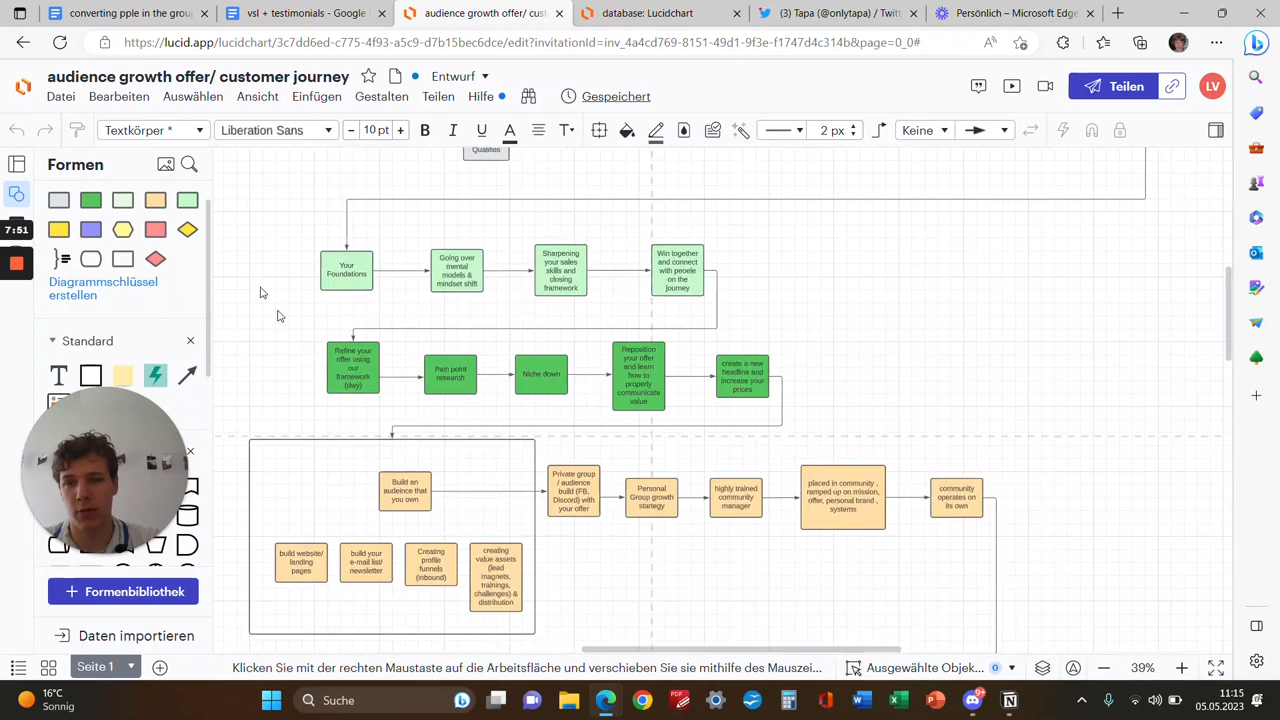 converting pple in the group
vsl + testimonials - Google
audience growth offer/ cust
database: Lucidchart
(3) Tapa (@onlytapa) / Twitt
Persönlich – Microsoft Edge
https://lucid.app/lucidchart/3c7dd6ed-c775-4f93-a5c9-d7b15bec6dce/edit?invitationId=inv_4a4cd769-8151-49d1-9f3e-f1747d4c314b&page=0_0#
audience growth offer/ customer journey
Entwurf
Datei Bearbeiten Auswählen Ansicht Einfügen Gestalten Teilen Hilfe
Gespeichert
Teilen
LV
Textkörper *
Liberation Sans
10 pt
B I U A
2 px
Keine
Formen
7:51
Diagrammschlüssel
erstellen
Standard
Formenbibliothek
Daten importieren
Qualifies
Your
Foundations
Going over
mental
models &
mindset shift
Sharpening
your sales
skills and
closing
framework
Win together
and connect
with peoele
on the
journey
Refine your
offer using
our
framework
(dwy)
Pain point
research
Niche down
Reposition
your offer
and learn
how to
properly
communicate
value
create a new
heedline and
increase your
prices
Build an
audeince that
you own
Private group
/ audience
build (FB,
Discord) with
your offer
Personal
Group growth
startegy
highly trained
community
manager
placed in community ,
ramped up on mission,
offer, personal brand ,
systems
community
operates on
its own
build website/
landing
pages
build your
e-mail list/
newsletter
Creating
profile
funnels
(inbound)
creating
value assets
(lead
magnets,
trainings,
challenges) &
distribution
Seite 1
Klicken Sie mit der rechten Maustaste auf die Arbeitsfläche und verschieben Sie sie mithilfe des Mauszei...
Ausgewählte Objek...
0
39%
16°C
Sonnig
Suche
11:15
05.05.2023